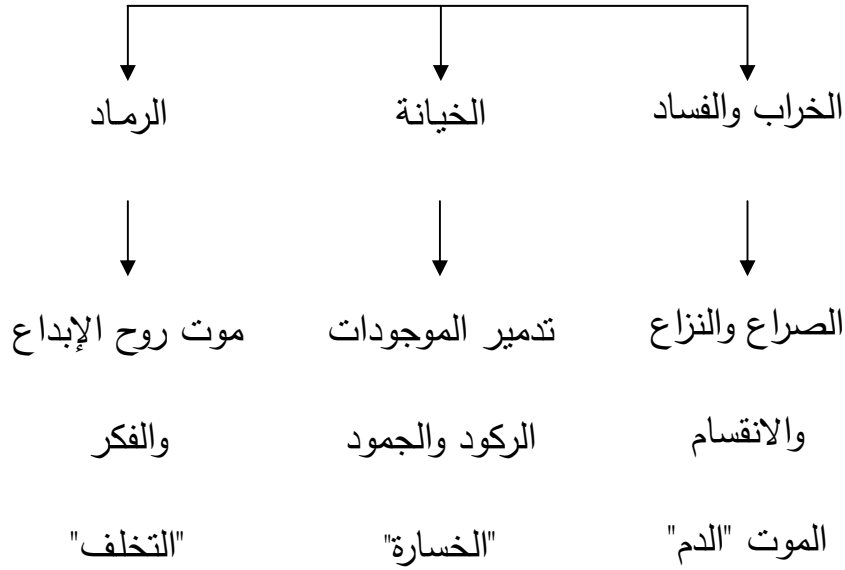 الخراب والفساد
الخيانة
الرماد
الصراع والنزاع
والانقسام
الموت "الدم"
تدمير الموجودات
الركود والجمود
"الخسارة"
موت روح الإبداع
والفكر
"التخلف"